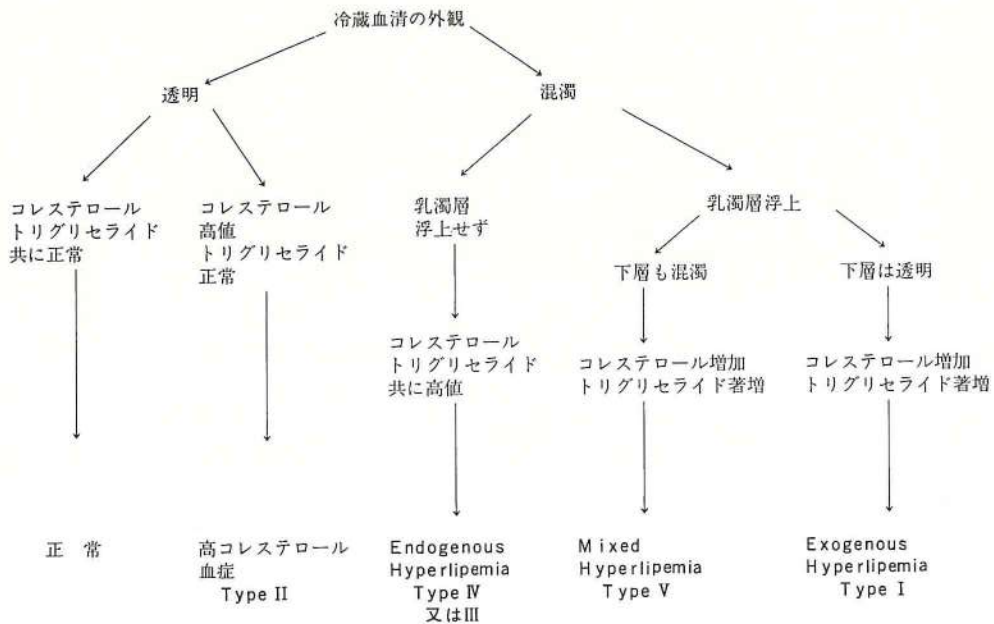 冷蔵血清の外観
透明
混濁
コレステロール
トリグリセライド
共に正常
コレステロール
高値
トリグリセライド
正常
乳濁層
浮上せず
乳濁層浮上
下層も混濁
下層は透明
コレステロール
トリグリセライド
共に高値
コレステロール増加
トリグリセライド著増
コレステロール増加
トリグリセライド著増
正 常
高コレステロール
血症
Type II
Endogenous
Hyperlipemia
Type Ⅳ
又はⅢ
Mixed
Hyperlipemia
Type V
Exogenous
Hyperlipemia
Type I